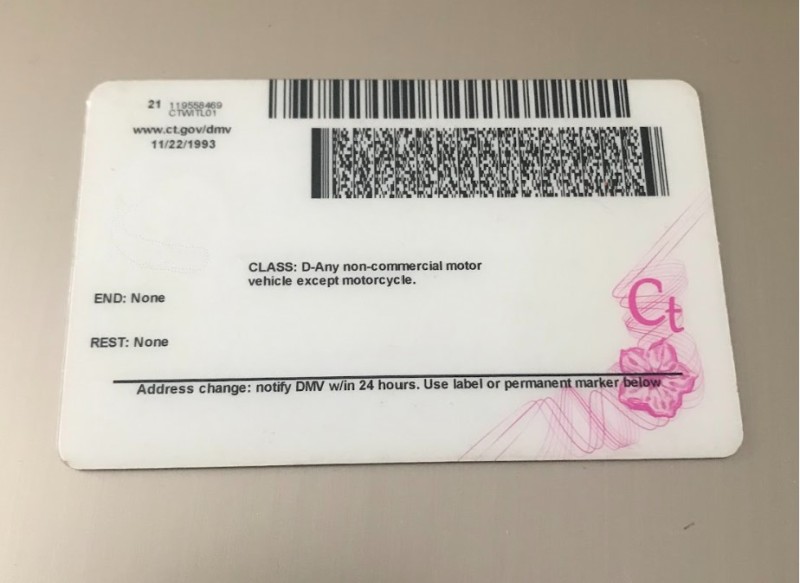 21 119558469
CTWITL01
www.ct.gov/dmv
11/22/1993
CLASS: D-Any non-commercial motor
vehicle except motorcycle.
END: None
REST: None
Ct
Address change: notify DMV w/in 24 hours. Use label or permanent marker below